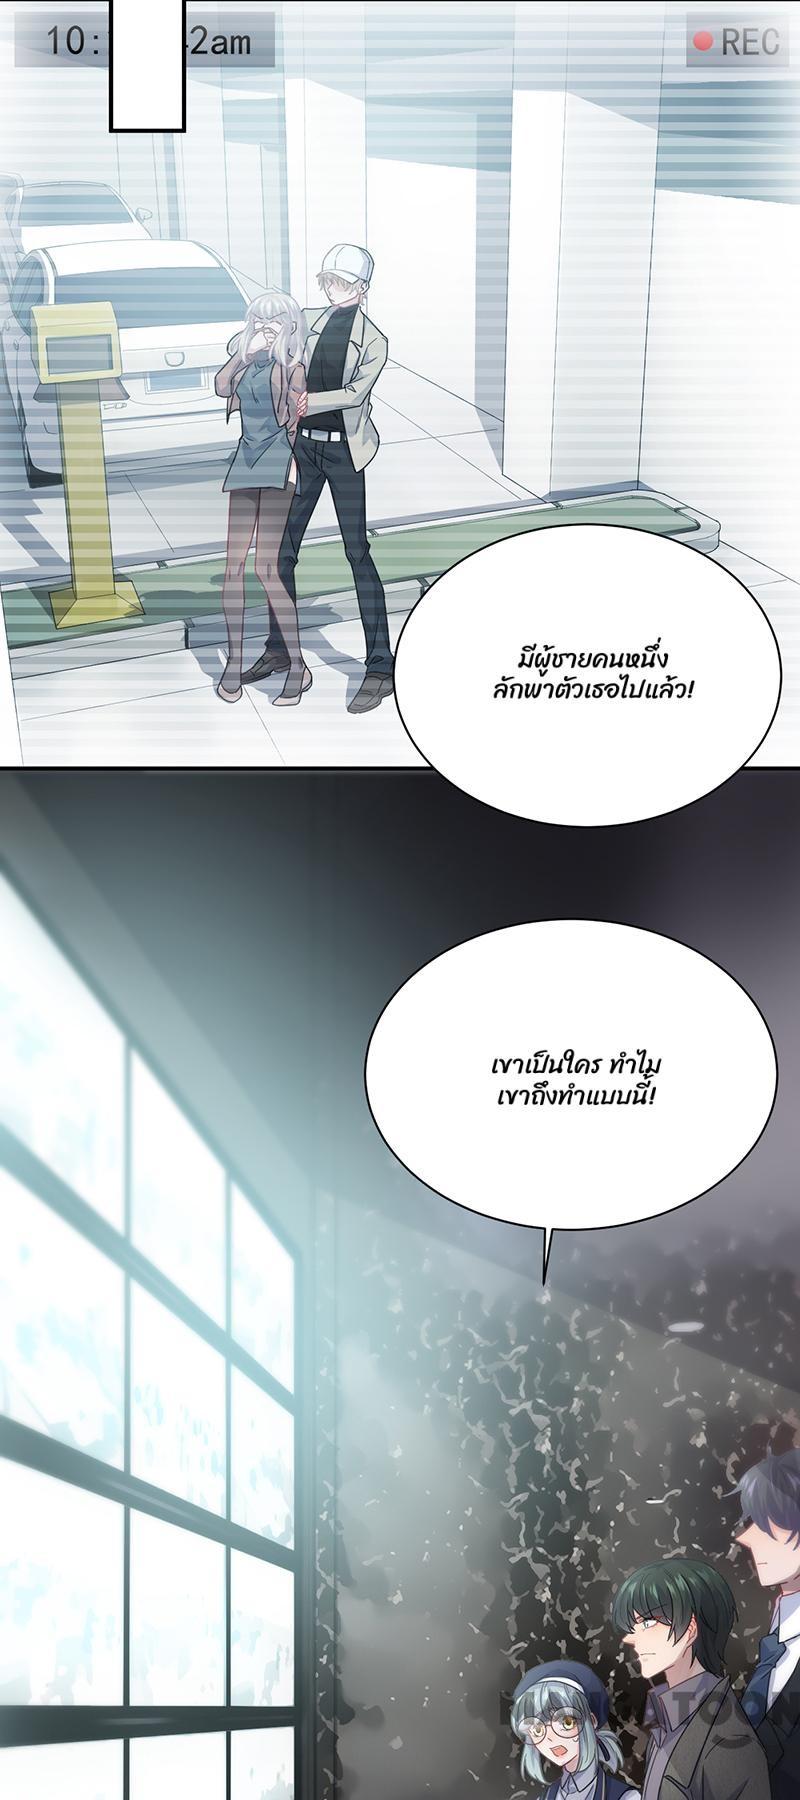 REC
มีผู้ชายคนหนึ่ง
ลักพาตัวเธอไปแล้ว!
เขาเป็นใคร ทำไม
เขาถึงทำแบบนี้!